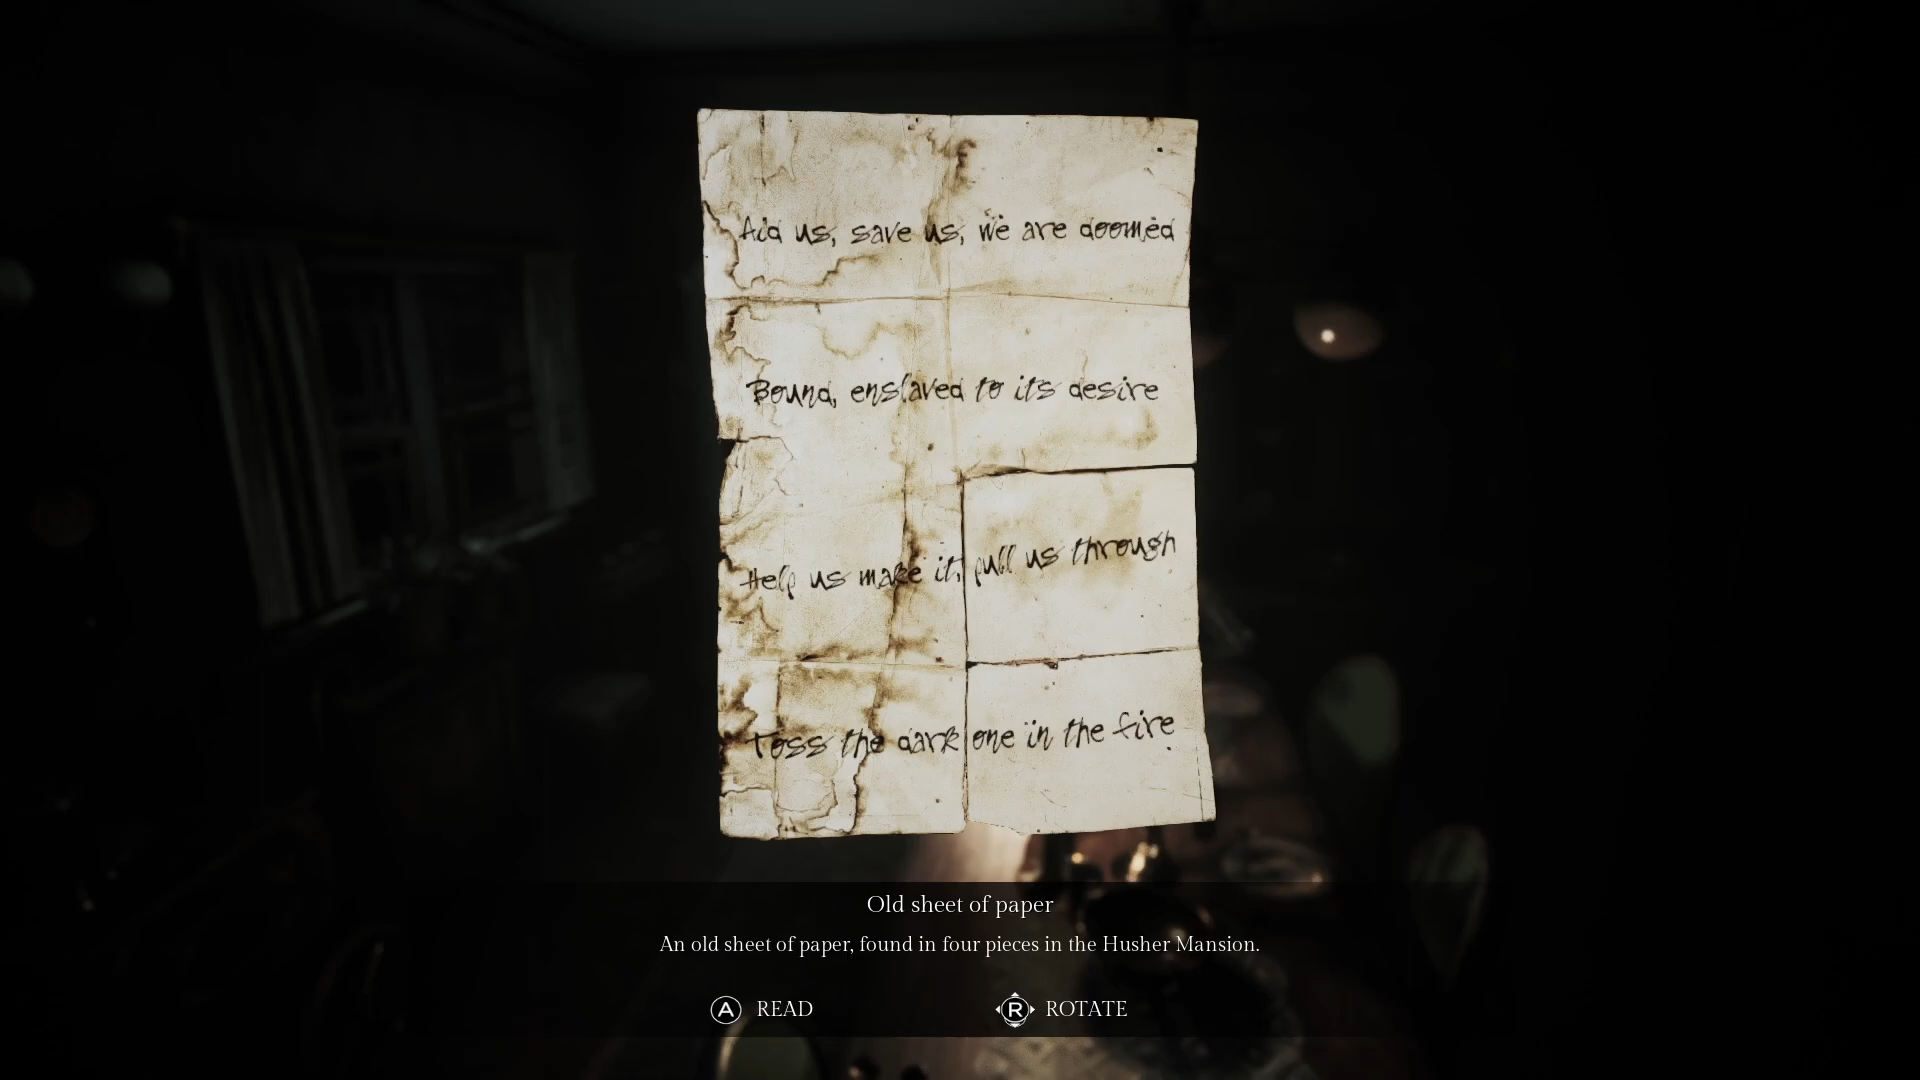 Aid us, save us, we are doomed
Bound, enslaved to its desire
Help us make it, pull us through
Toss the dark one in the fire
Old sheet of paper
An old sheet of paper, found in four pieces in the Husher Mansion.
A READ R ROTATE